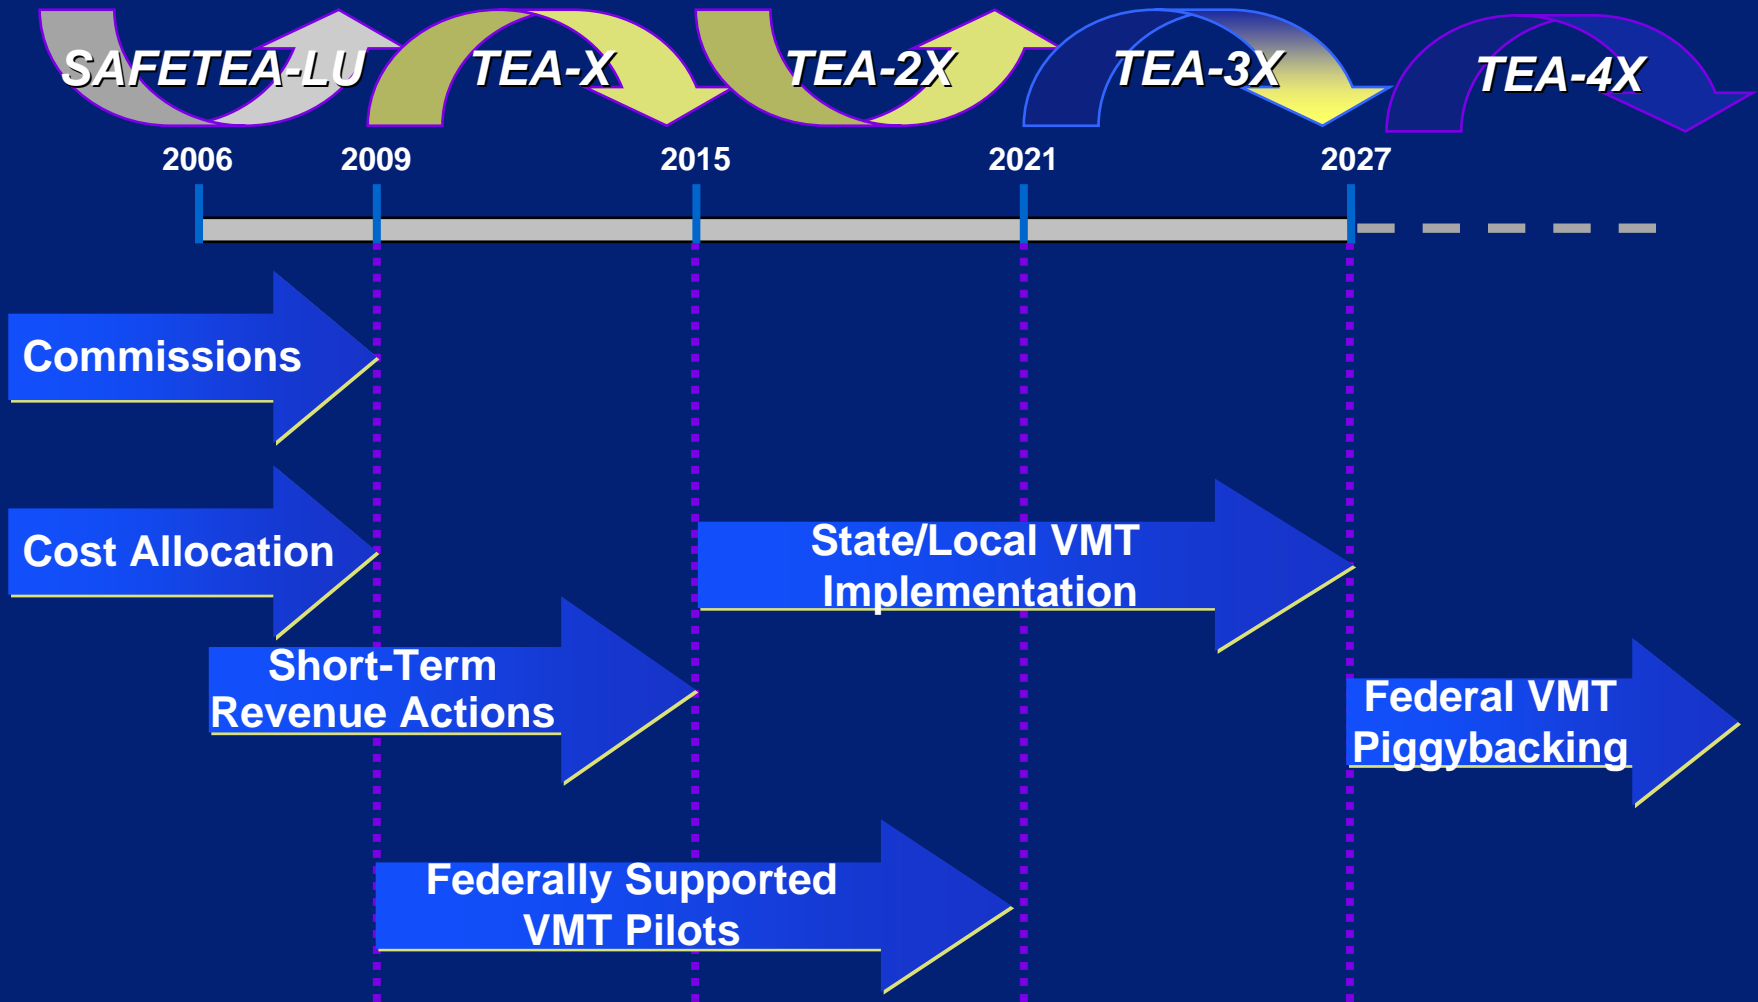 SAFETEA-LU
TEA-X
TEA-2X
TEA-3X
TEA-4X
2006
2009
2015
2021
2027
Commissions
Cost Allocation
State/Local VMT
Implementation
Short-Term
Revenue Actions
Federal VMT
Piggybacking
Federally Supported
VMT Pilots